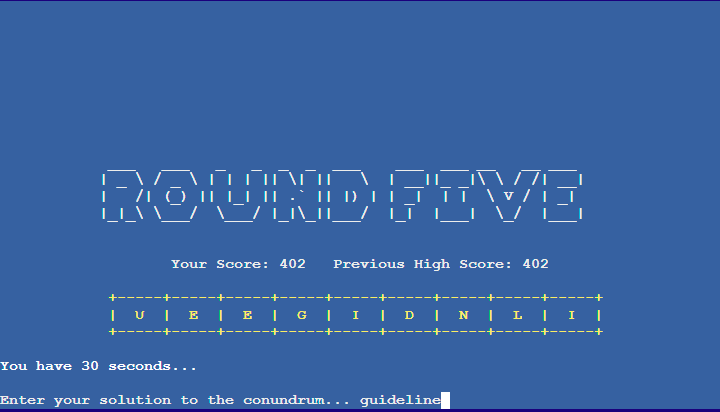 ROUND FIVE
Your Score: 402   Previous High Score: 402
+-----+-----+-----+-----+-----+-----+-----+-----+-----+
|  U  |  E  |  E  |  G  |  I  |  D  |  N  |  L  |  I  |
+-----+-----+-----+-----+-----+-----+-----+-----+-----+
You have 30 seconds...
Enter your solution to the conundrum... guideline